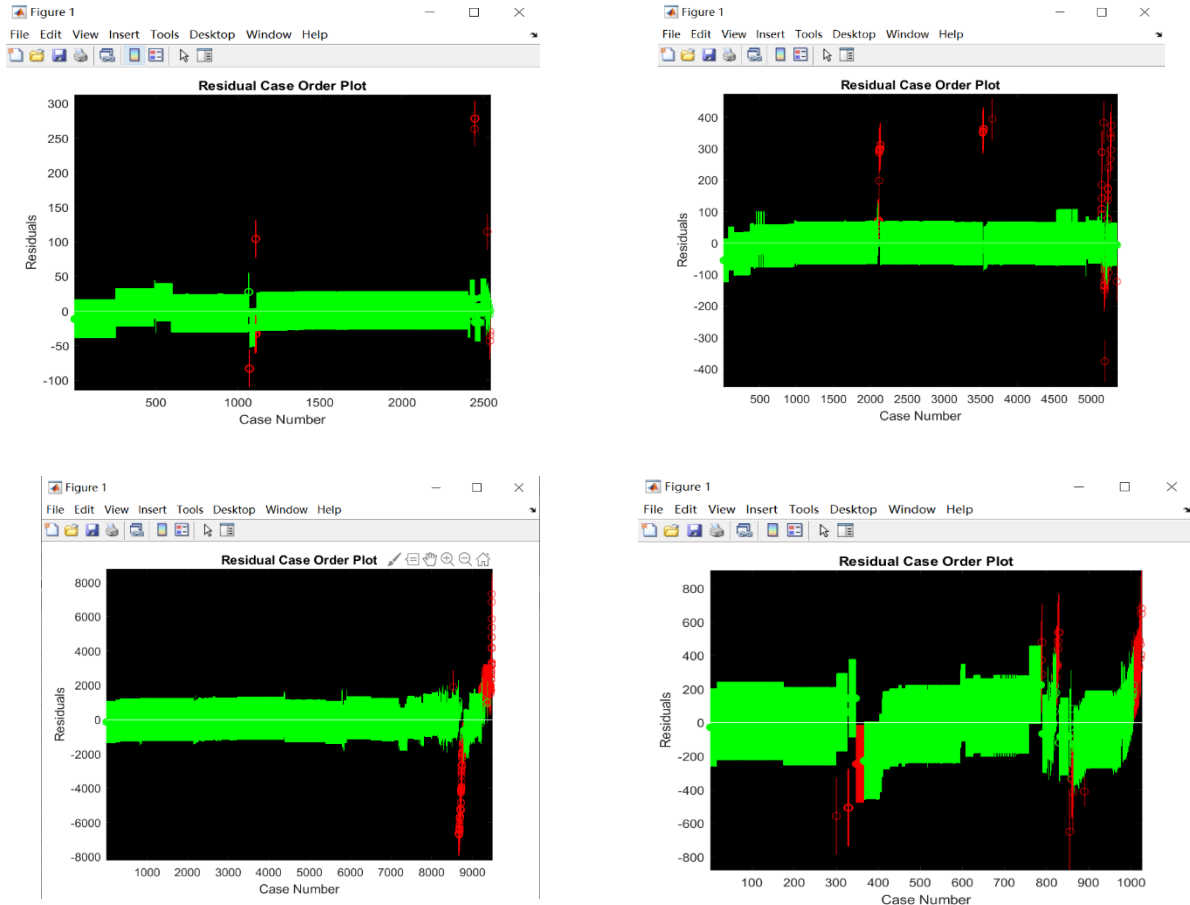 Figure 1
File Edit View Insert Tools Desktop Window Help
Residual Case Order Plot
300
250
200
150
100
50
0
-50
-100
Residuals
500 1000 1500 2000 2500
Case Number
Figure 1
File Edit View Insert Tools Desktop Window Help
Residual Case Order Plot
400
300
200
100
0
-100
-200
-300
-400
Residuals
500 1000 1500 2000 2500 3000 3500 4000 4500 5000
Case Number
Figure 1
File Edit View Insert Tools Desktop Window Help
Residual Case Order Plot
8000
6000
4000
2000
0
-2000
-4000
-6000
-8000
Residuals
1000 2000 3000 4000 5000 6000 7000 8000 9000
Case Number
Figure 1
File Edit View Insert Tools Desktop Window Help
Residual Case Order Plot
800
600
400
200
0
-200
-400
-600
-800
Residuals
100 200 300 400 500 600 700 800 900 1000
Case Number